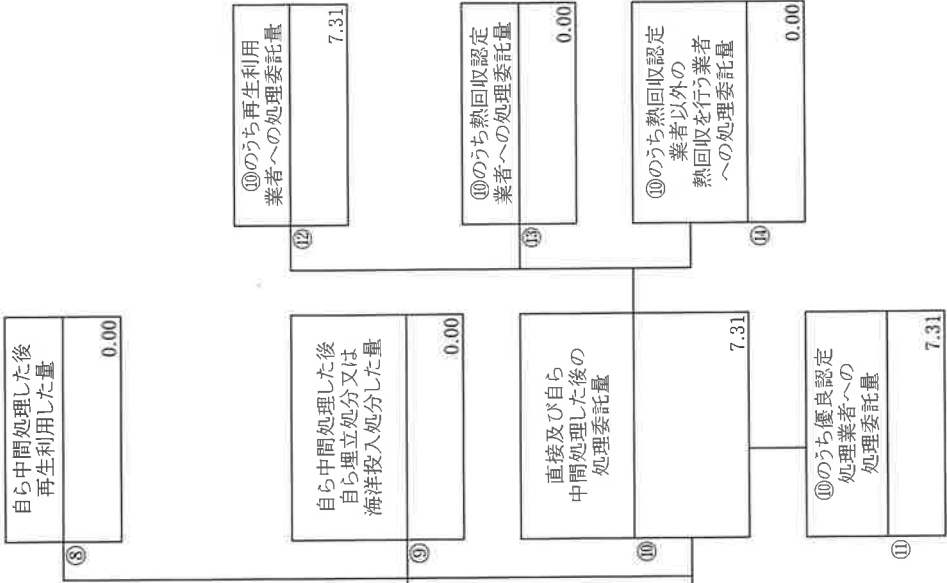 ⑧
自ら中間処理した後
再生利用した量
0.00
⑨
自ら中間処理した後
自ら埋立処分又は
海洋投入処分した量
0.00
⑩
直接及び自ら
中間処理した後の
処理委託量
7.31
⑪
⑩のうち優良認定
処理業者への
処理委託量
7.31
⑫
⑩のうち再生利用
業者への処理委託量
7.31
⑬
⑩のうち熱回収認定
業者への処理委託量
0.00
⑭
⑩のうち熱回収認定
業者以外の
熱回収を行う業者
への処理委託量
0.00